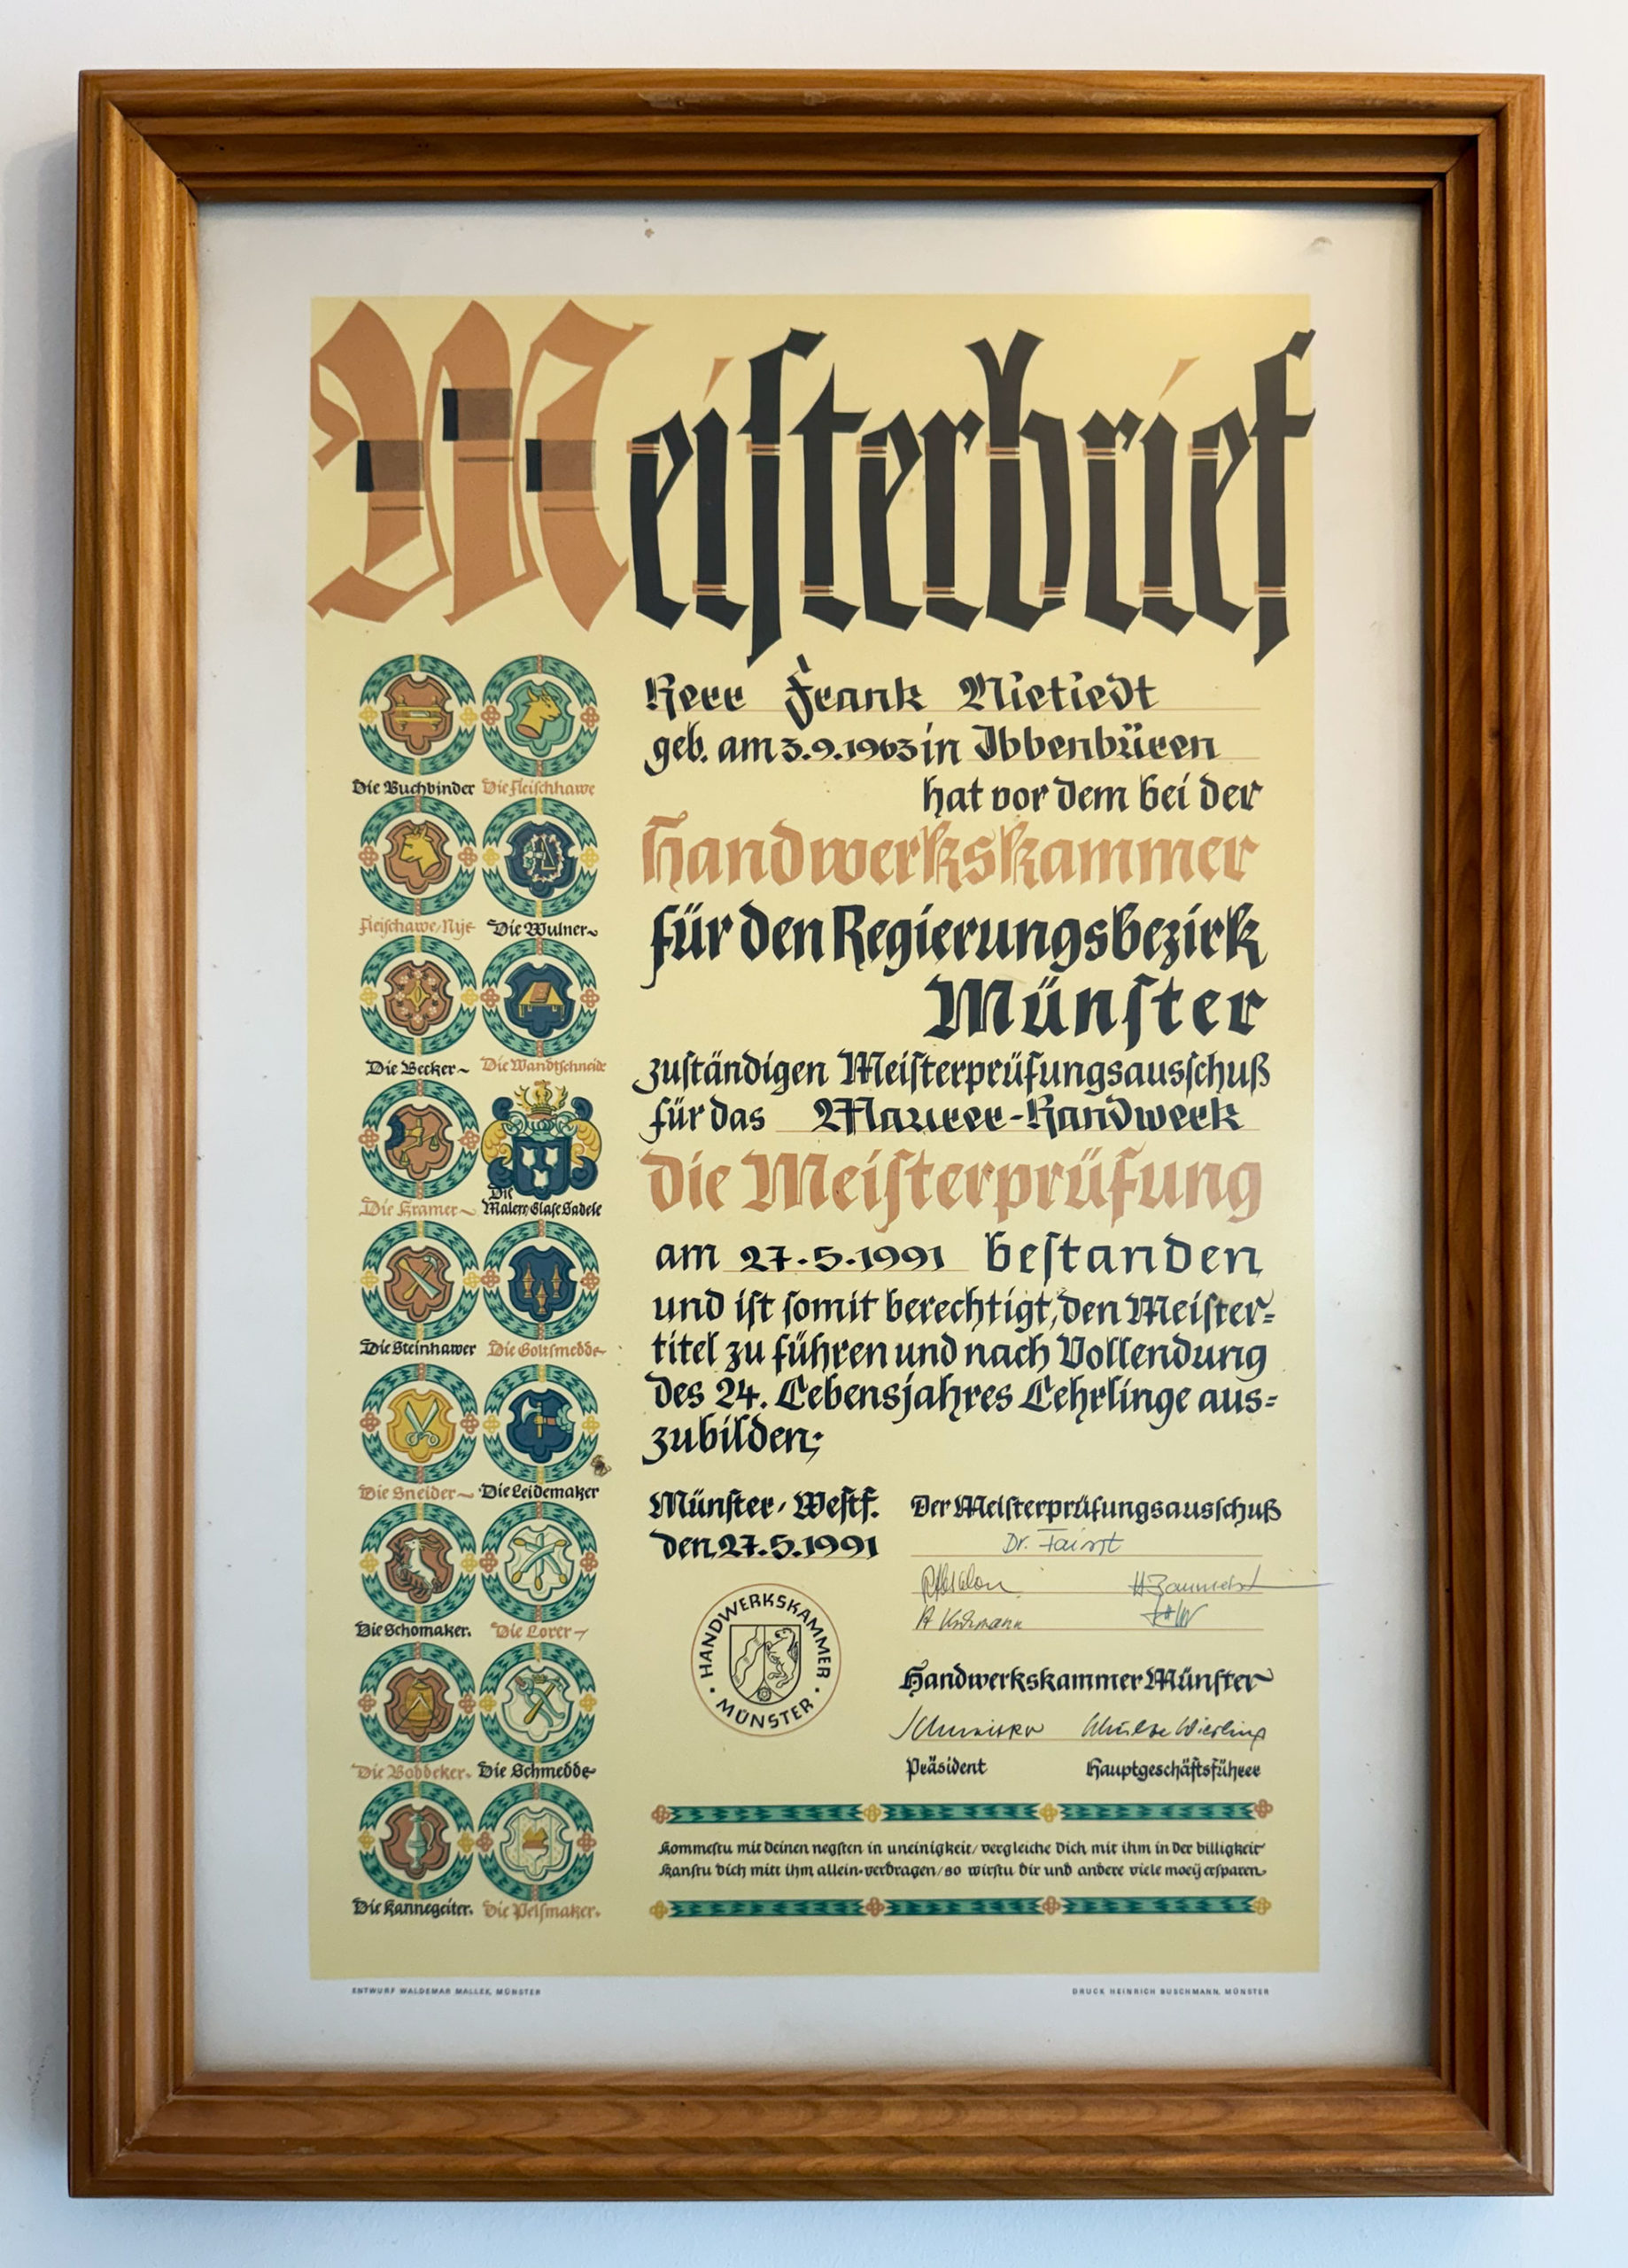 Meisterbrief
Herr Frank Nietiedt
geb. am 3.9.1963 in Ibbenbüren
hat vor dem bei der
Handwerkskammer
für den Regierungsbezirk
Münster
zuständigen Meisterprüfungsausschuß
für das Maurer-Handwerk
die Meisterprüfung
am 27.5.1991 bestanden
und ist somit berechtigt, den Meister=
titel zu führen und nach Vollendung
des 24. Lebensjahres Lehrlinge aus=
zubilden;
Münster/Westf. Der Meisterprüfungsausschuß
den 27.5.1991
Dr.
HANDWERKSKAMMER
MÜNSTER
Handwerkskammer Münster
Präsident Hauptgeschäftsführer
Kommestu mit deinen negsten in uneinigkeit/vergleiche dich mit ihm in der billigkeit
Kanstu dich mitt ihm allein verdragen/so wirstu dir und andere viele moeij ersparen.
Die Buchbinder Die Fleischhawe
Fleischawe/Nije Die Wulner
Die Becker Die Wandtschneide
Die Kramer Die
Maler, Glase, Sadele
Die Steinhawer Die Goltsmedde
Die Sneider Die Leidemaker
Die Schomaker. Die Lorer
Die Boddeker. Die Schmedde
Die Kannegeiter. Die Pelsmaker.
ENTWURF WALDEMAR MALLEK, MÜNSTER
DRUCK HEINRICH BUSCHMANN, MÜNSTER